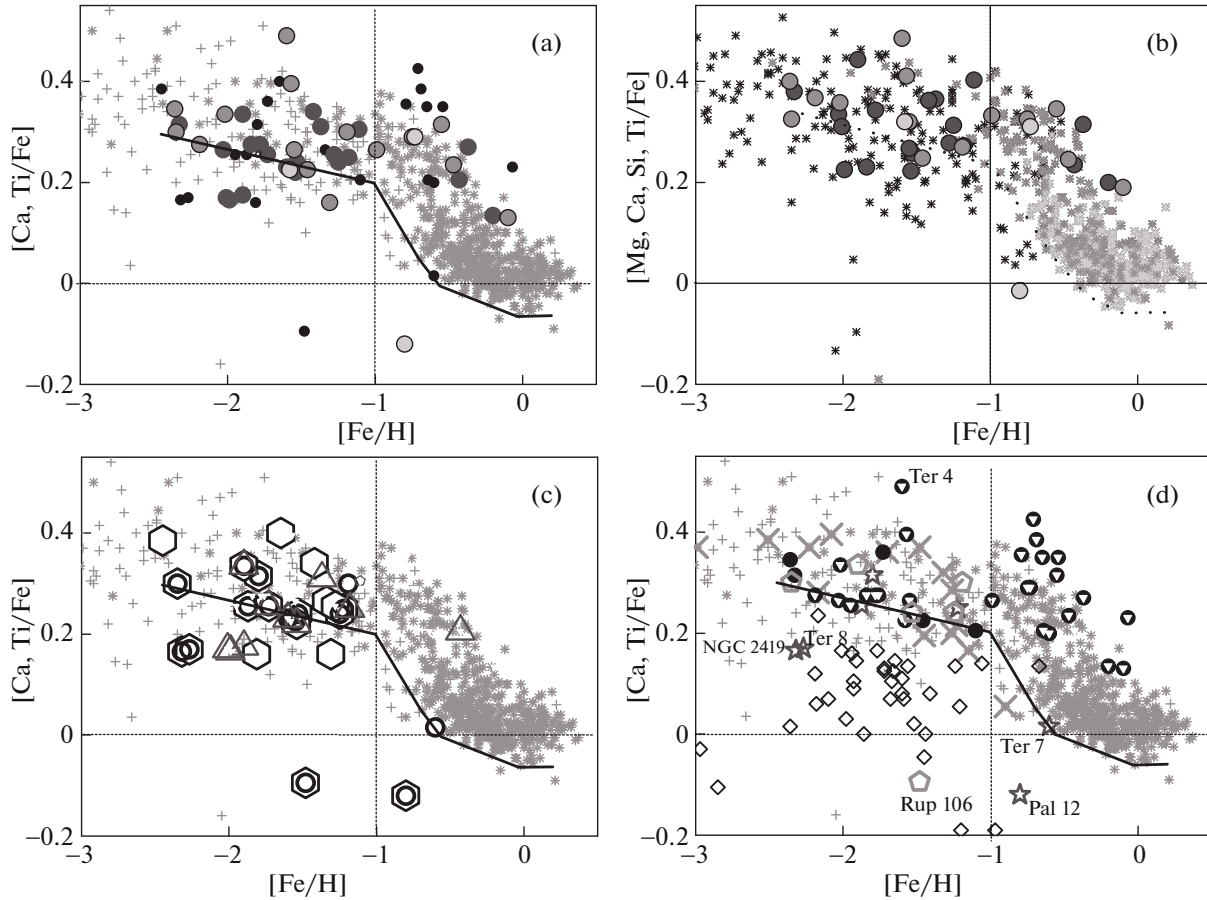 (a)
[Ca, Ti/Fe]
0.4
0.2
0
−0.2
−3
−2
−1
0
[Fe/H]
(b)
[Mg, Ca, Si, Ti/Fe]
0.4
0.2
0
−0.2
−3
−2
−1
0
[Fe/H]
(c)
[Ca, Ti/Fe]
0.4
0.2
0
−0.2
−3
−2
−1
0
[Fe/H]
(d)
Ter 4
[Ca, Ti/Fe]
0.4
0.2
0
−0.2
NGC 2419
Ter 8
Ter 7
Rup 106
Pal 12
−3
−2
−1
0
[Fe/H]